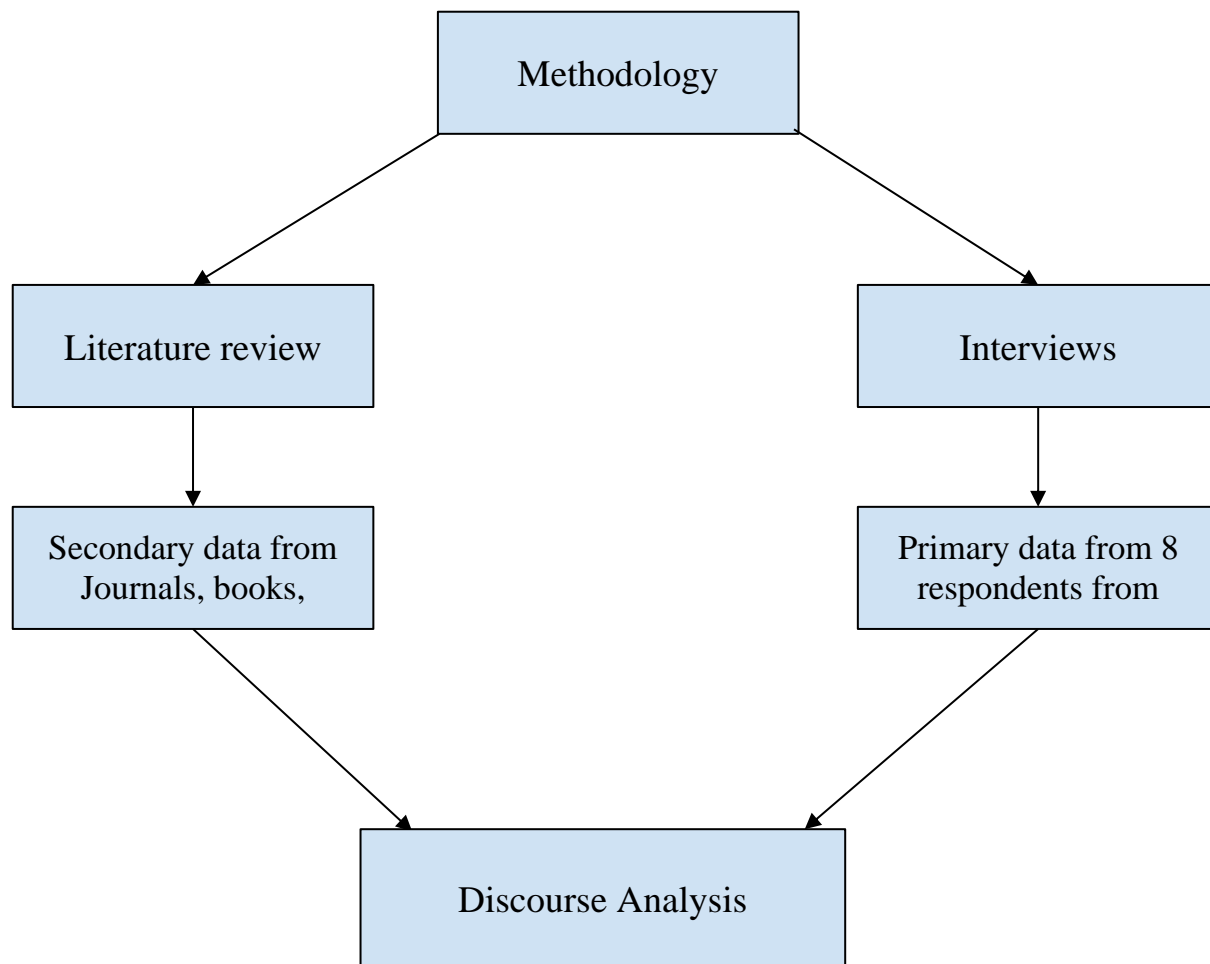 Methodology
Literature review
Interviews
Secondary data from
Journals, books,
Primary data from 8
respondents from
Discourse Analysis